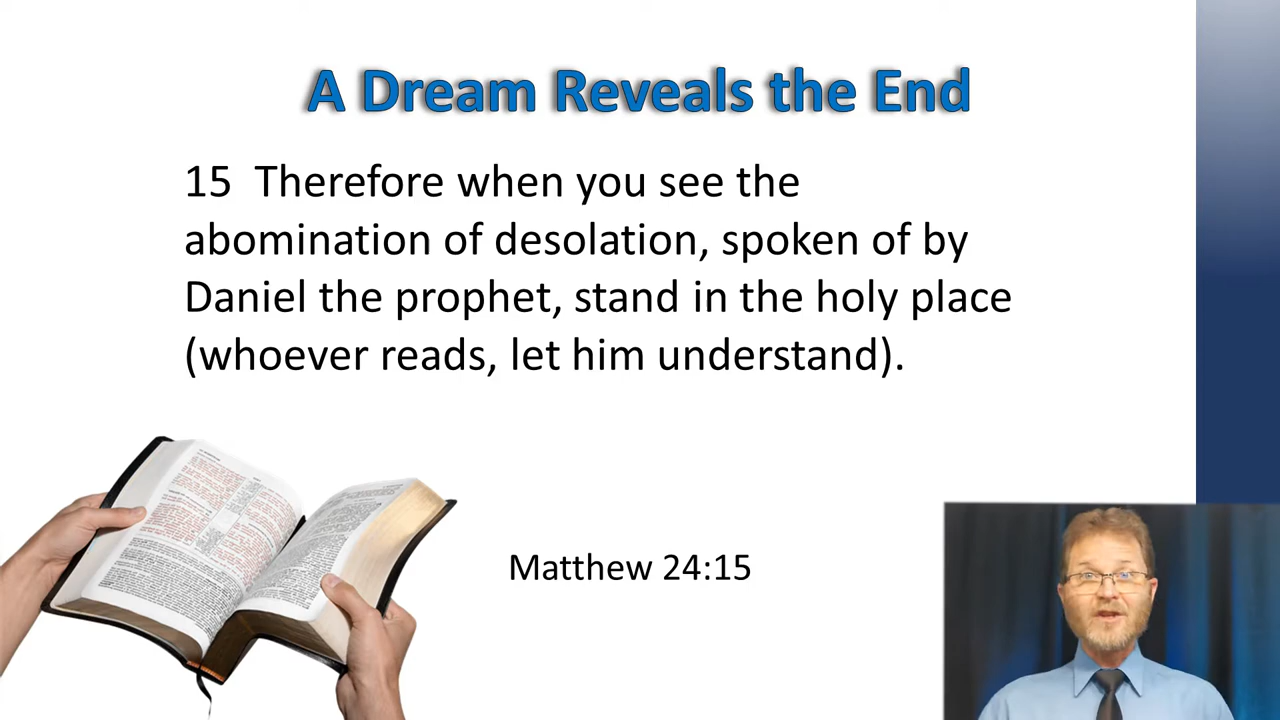 A Dream Reveals the End
15  Therefore when you see the
abomination of desolation, spoken of by
Daniel the prophet, stand in the holy place
(whoever reads, let him understand).
Matthew 24:15